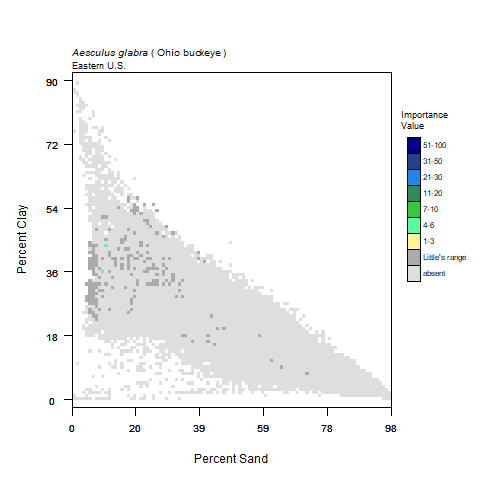 Aesculus glabra ( Ohio buckeye )
Eastern U.S.
90
72
54
36
18
0
Percent Clay
0 20 39 59 78 98
Percent Sand
Importance
Value
51-100
31-50
21-30
11-20
7-10
4-6
1-3
Little's range
absent